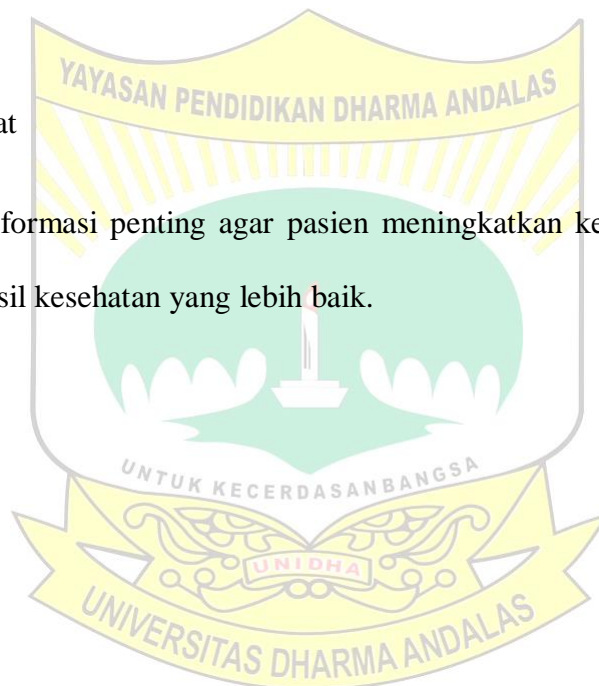 YAYASAN PENDIDIKAN DHARMA ANDALAS
at
formasi penting agar pasien meningkatkan ke
sil kesehatan yang lebih baik.
UNTUK KECERDASANBANGSA
UNIDHA
UNIVERSITAS DHARMA ANDALAS